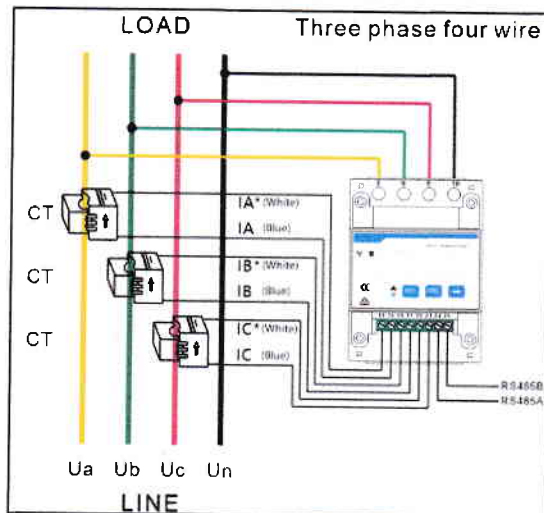 LOAD
Three phase four wire
CT
IA* (White)
IA (Blue)
CT
IB* (White)
IB (Blue)
CT
IC* (White)
IC (Blue)
RS485B
RS485A
Ua Ub Uc Un
LINE